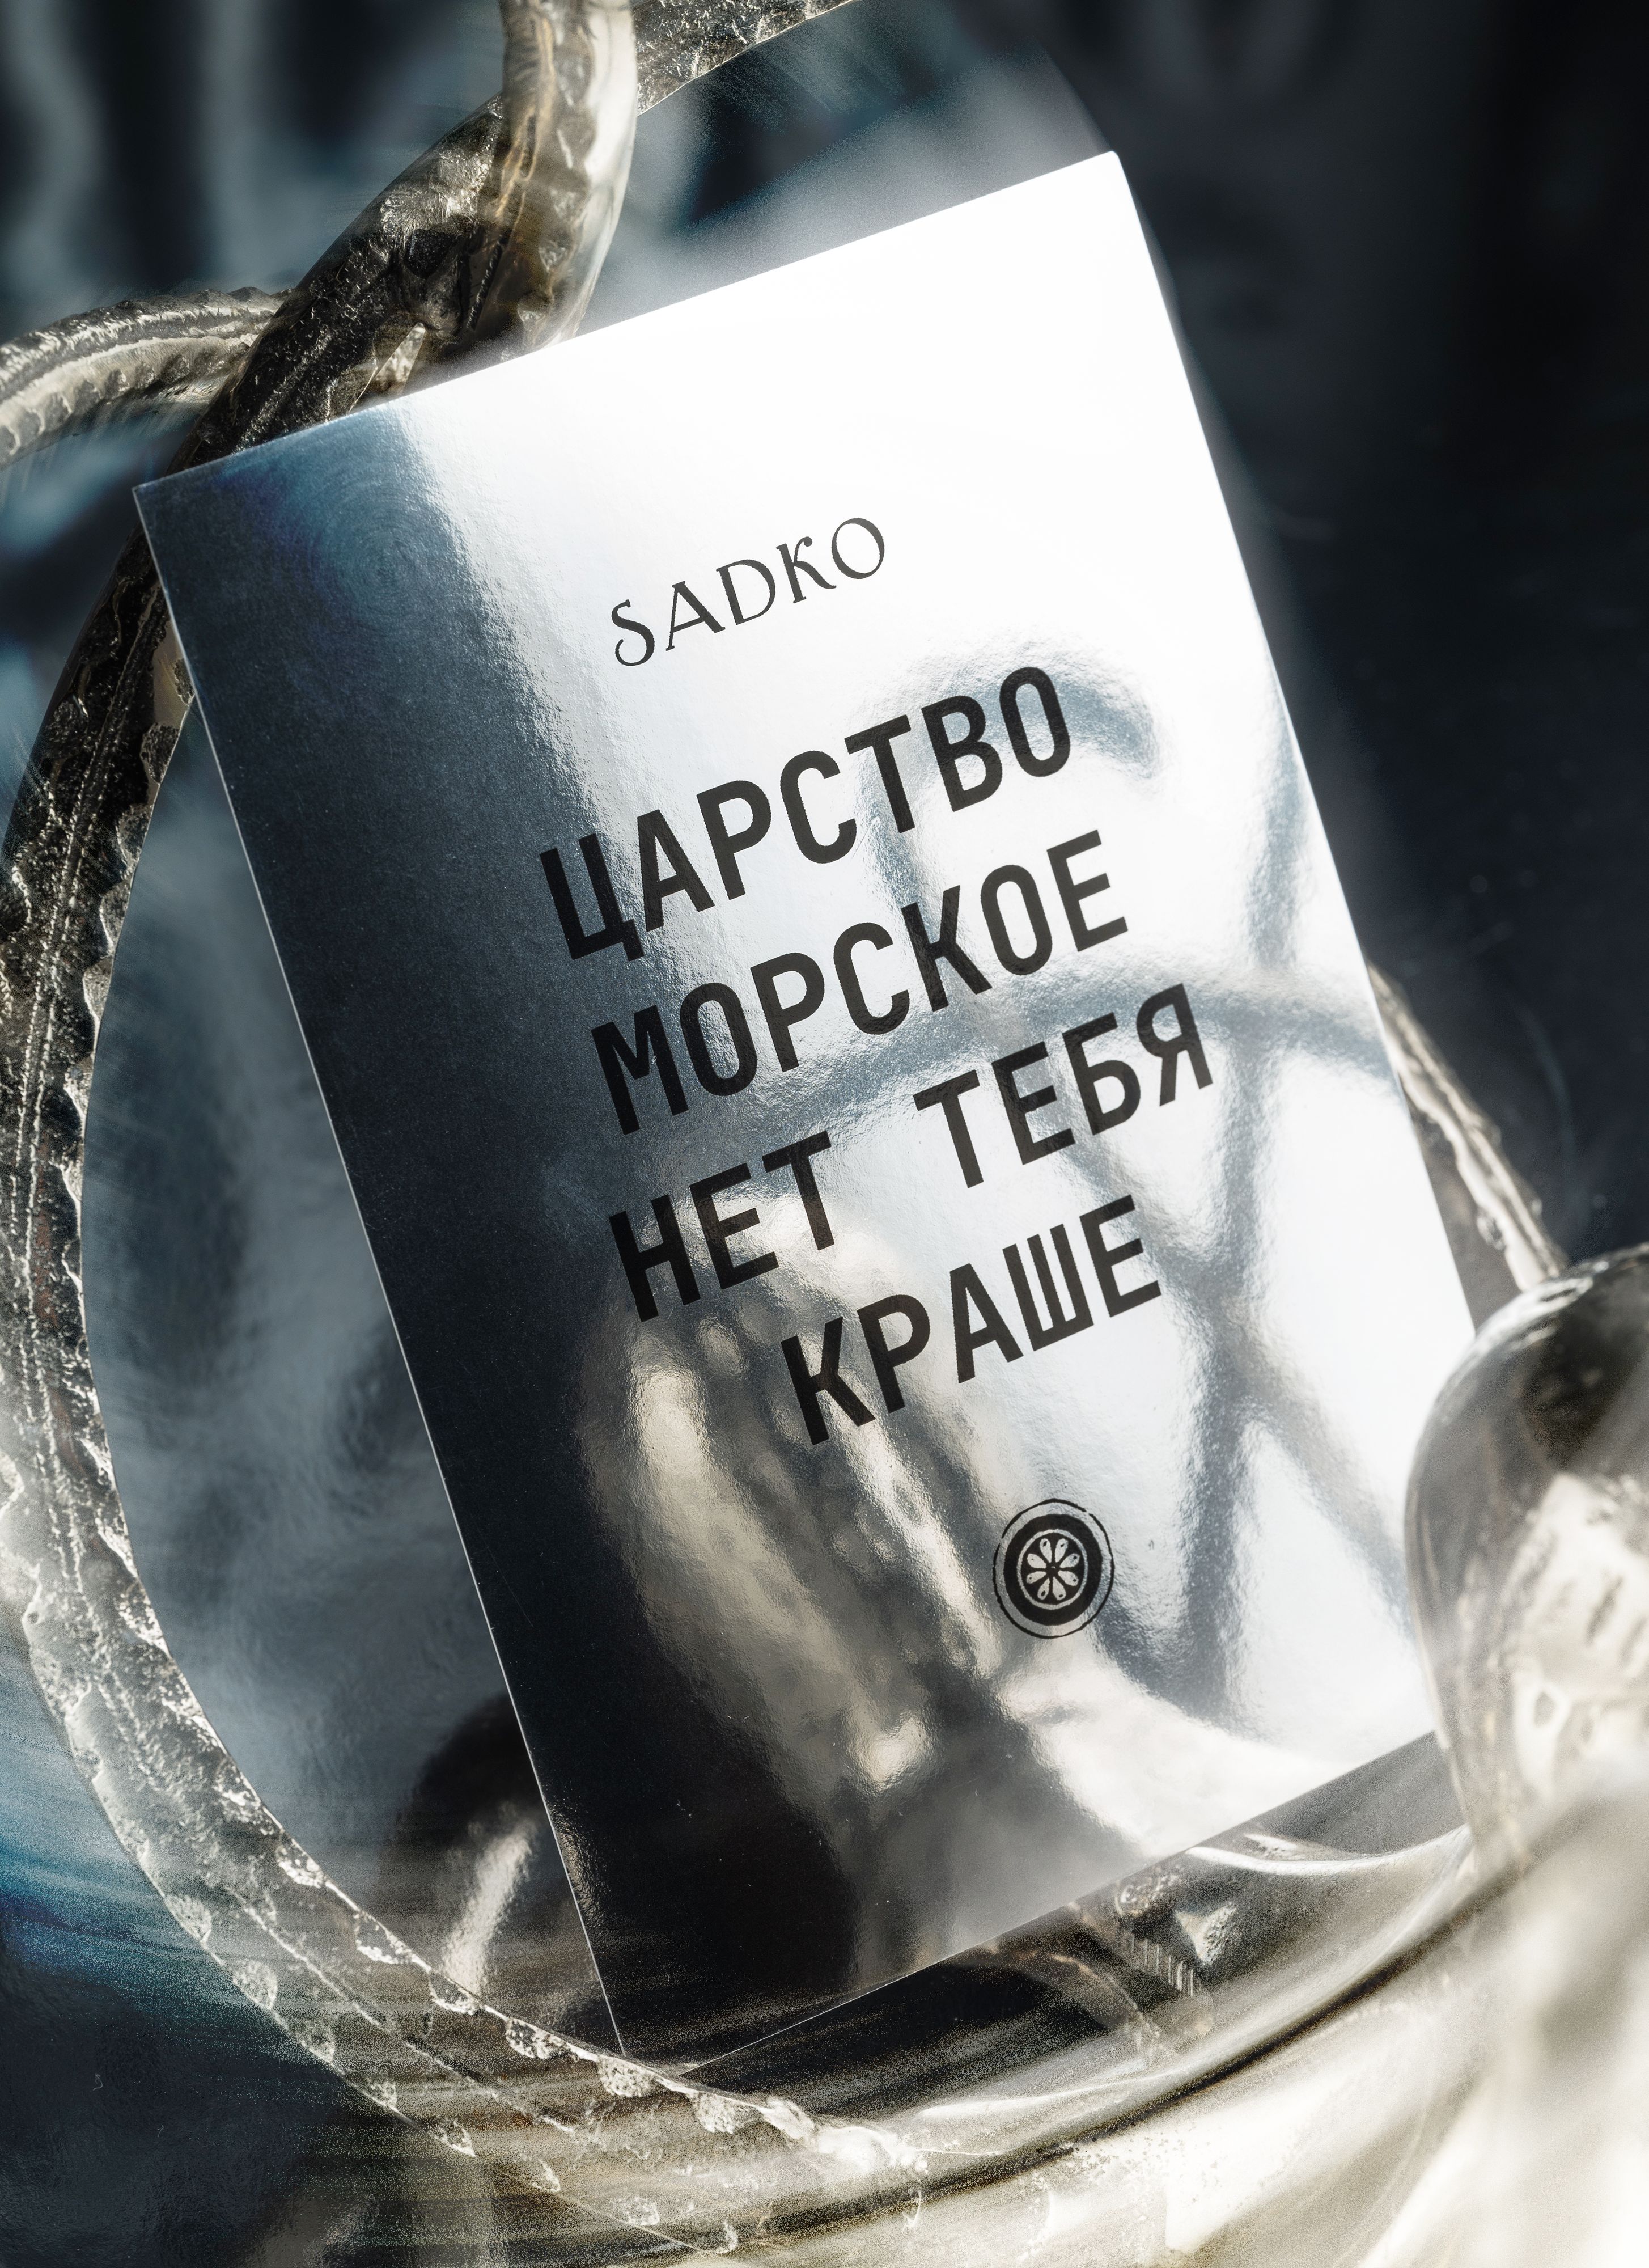 SADKO
ЦАРСТВО
МОРСКОЕ
НЕТ ТЕБЯ
КРАШЕ